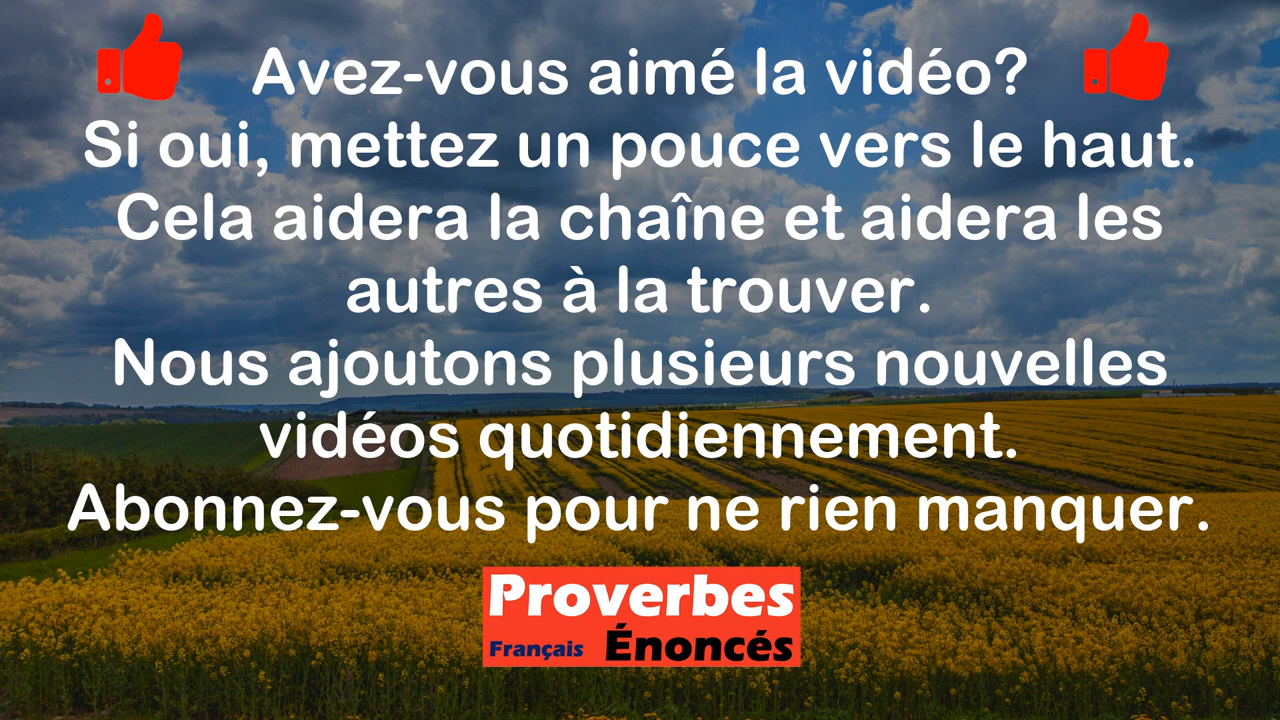 Avez-vous aimé la vidéo?
Si oui, mettez un pouce vers le haut.
Cela aidera la chaîne et aidera les
autres à la trouver.
Nous ajoutons plusieurs nouvelles
vidéos quotidiennement.
Abonnez-vous pour ne rien manquer.
Proverbes
Français Énoncés